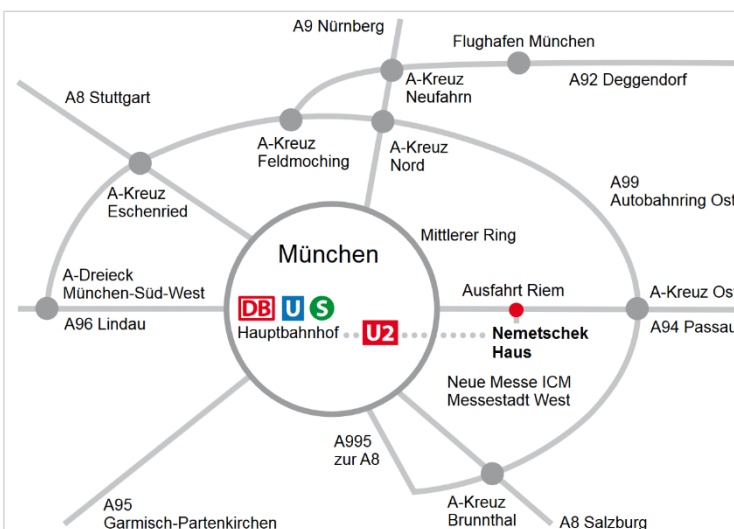 A9 Nürnberg
Flughafen München
A-Kreuz
Neufahrn
A92 Deggendorf
A8 Stuttgart
A-Kreuz
Feldmoching
A-Kreuz
Nord
A99
Autobahnring Ost
A-Kreuz
Eschenried
Mittlerer Ring
München
A-Dreieck
München-Süd-West
A96 Lindau
DB U S
Hauptbahnhof
U2
Ausfahrt Riem
Nemetschek
Haus
A-Kreuz Ost
A94 Passau
Neue Messe ICM
Messestadt West
A995
zur A8
A95
Garmisch-Partenkirchen
A-Kreuz
Brunnthal
A8 Salzburg